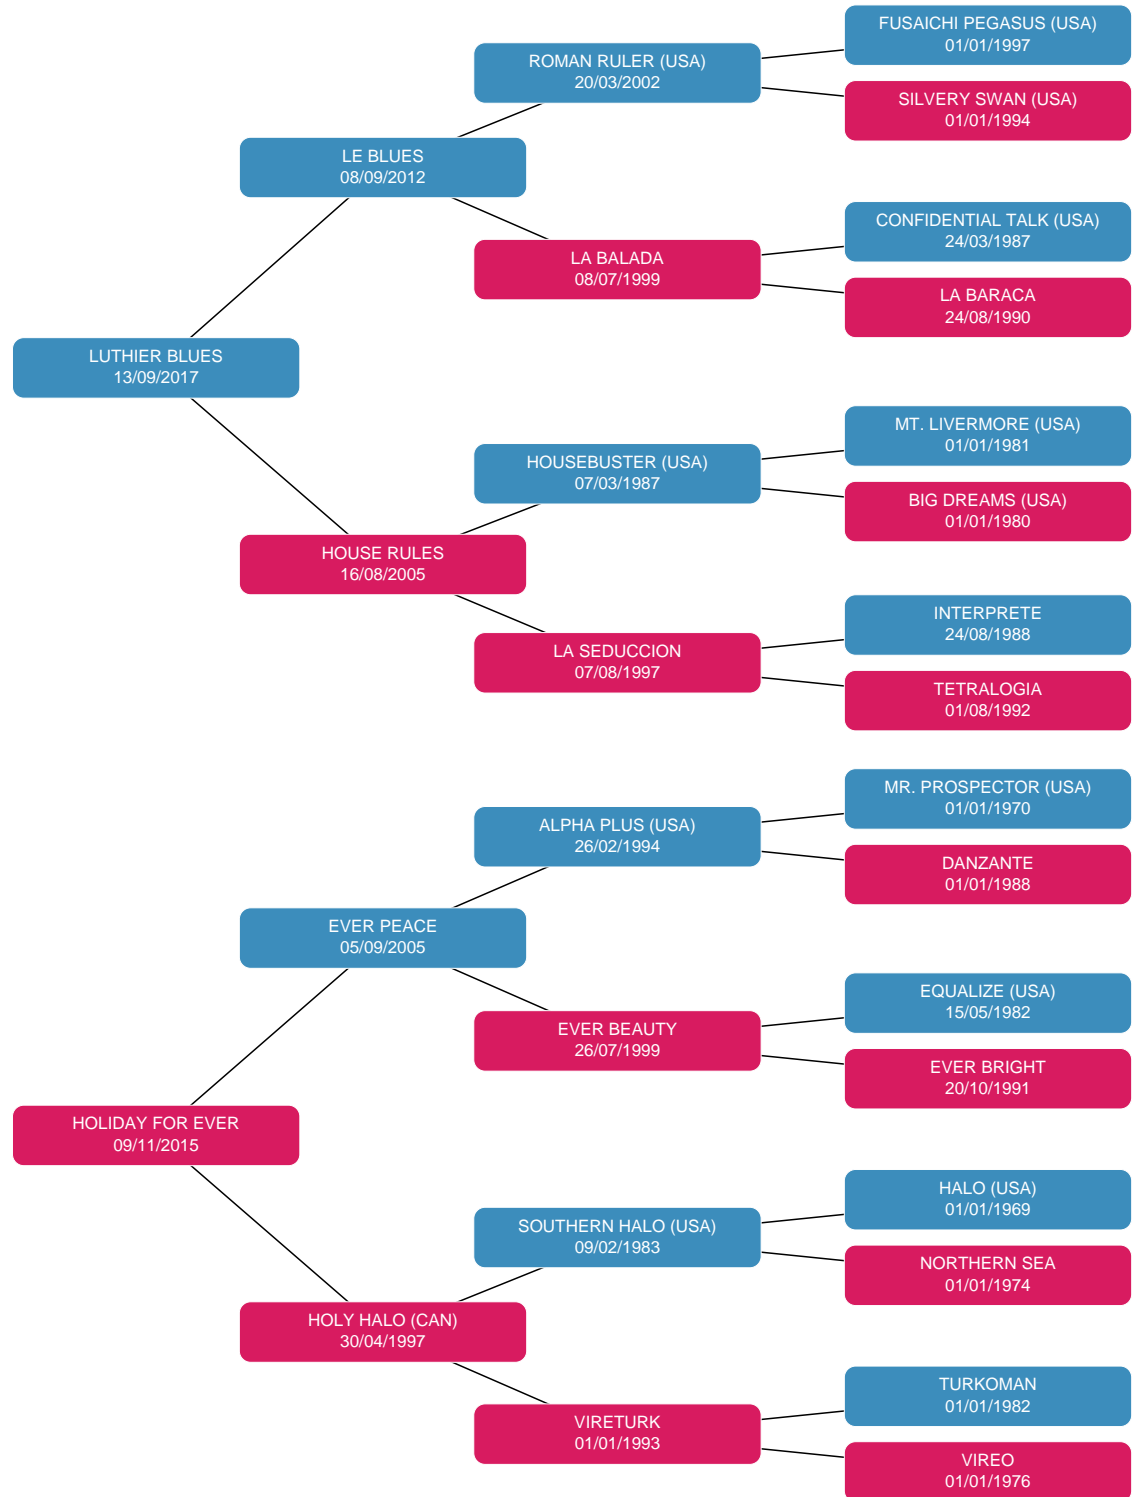 FUSAICHI PEGASUS (USA)
01/01/1997
ROMAN RULER (USA)
20/03/2002
SILVERY SWAN (USA)
01/01/1994
LE BLUES
08/09/2012
CONFIDENTIAL TALK (USA)
24/03/1987
LA BALADA
08/07/1999
LA BARACA
24/08/1990
LUTHIER BLUES
13/09/2017
MT. LIVERMORE (USA)
01/01/1981
HOUSEBUSTER (USA)
07/03/1987
BIG DREAMS (USA)
01/01/1980
HOUSE RULES
16/08/2005
INTERPRETE
24/08/1988
LA SEDUCCION
07/08/1997
TETRALOGIA
01/08/1992
MR. PROSPECTOR (USA)
01/01/1970
ALPHA PLUS (USA)
26/02/1994
DANZANTE
01/01/1988
EVER PEACE
05/09/2005
EQUALIZE (USA)
15/05/1982
EVER BEAUTY
26/07/1999
EVER BRIGHT
20/10/1991
HOLIDAY FOR EVER
09/11/2015
HALO (USA)
01/01/1969
SOUTHERN HALO (USA)
09/02/1983
NORTHERN SEA
01/01/1974
HOLY HALO (CAN)
30/04/1997
TURKOMAN
01/01/1982
VIRETURK
01/01/1993
VIREO
01/01/1976